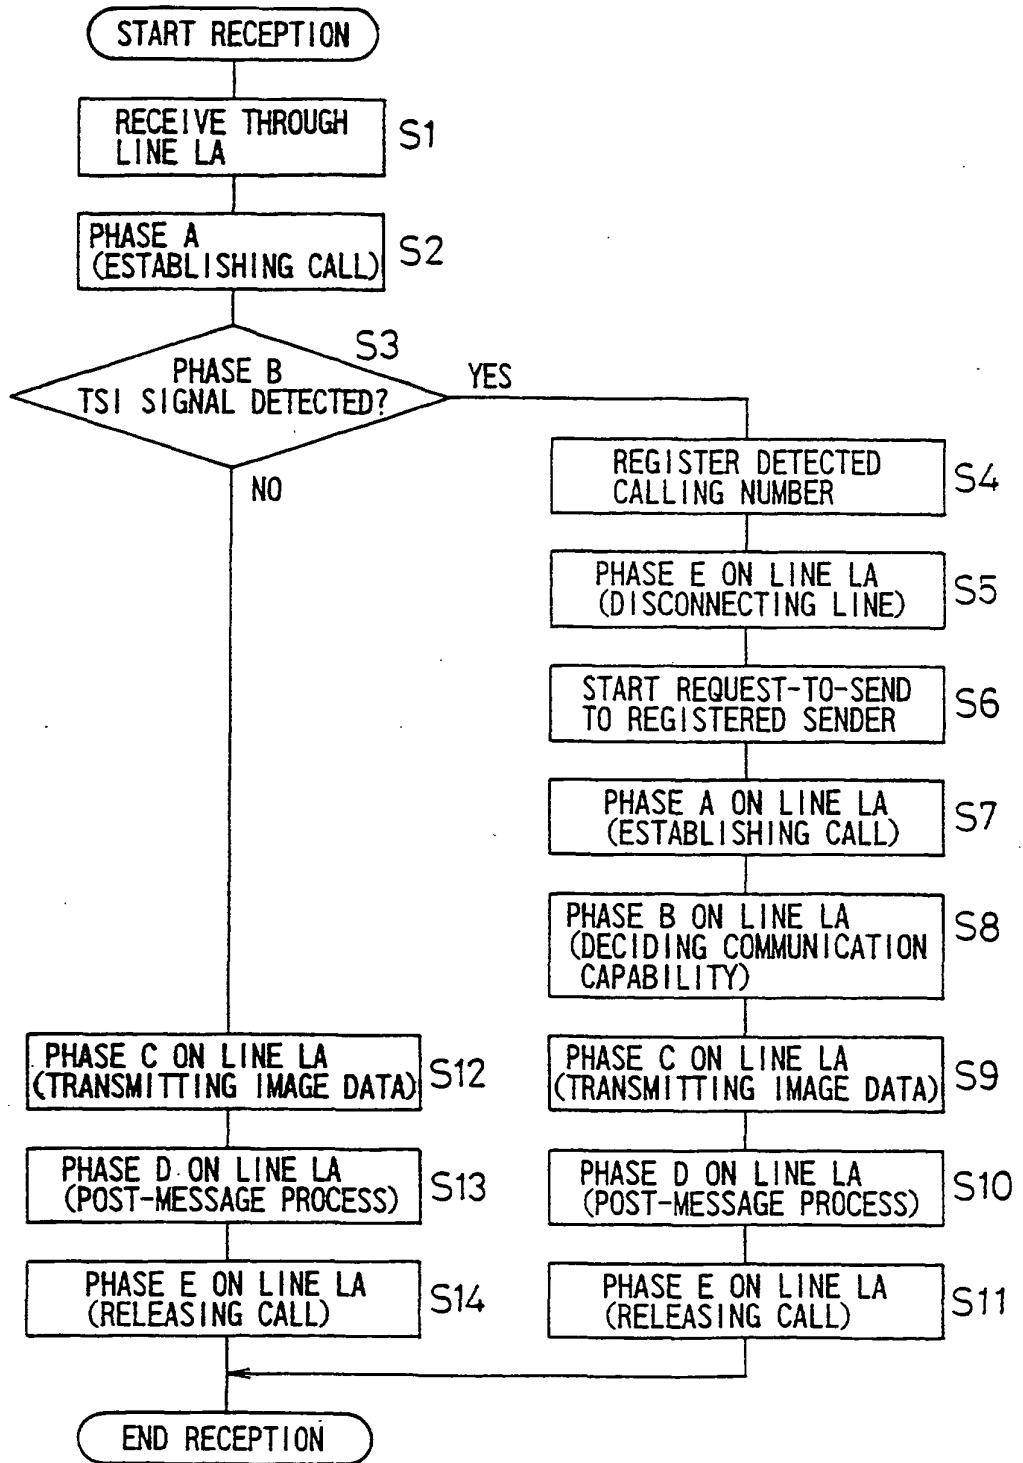 START RECEPTION
RECEIVE THROUGH
LINE LA
S1
PHASE A
(ESTABLISHING CALL)
S2
S3
PHASE B
TSI SIGNAL DETECTED?
YES
NO
REGISTER DETECTED
CALLING NUMBER
S4
PHASE E ON LINE LA
(DISCONNECTING LINE)
S5
START REQUEST-TO-SEND
TO REGISTERED SENDER
S6
PHASE A ON LINE LA
(ESTABLISHING CALL)
S7
PHASE B ON LINE LA
(DECIDING COMMUNICATION
CAPABILITY)
S8
PHASE C ON LINE LA
(TRANSMITTING IMAGE DATA)
S9
PHASE D ON LINE LA
(POST-MESSAGE PROCESS)
S10
PHASE E ON LINE LA
(RELEASING CALL)
S11
PHASE C ON LINE LA
(TRANSMITTING IMAGE DATA)
S12
PHASE D ON LINE LA
(POST-MESSAGE PROCESS)
S13
PHASE E ON LINE LA
(RELEASING CALL)
S14
END RECEPTION